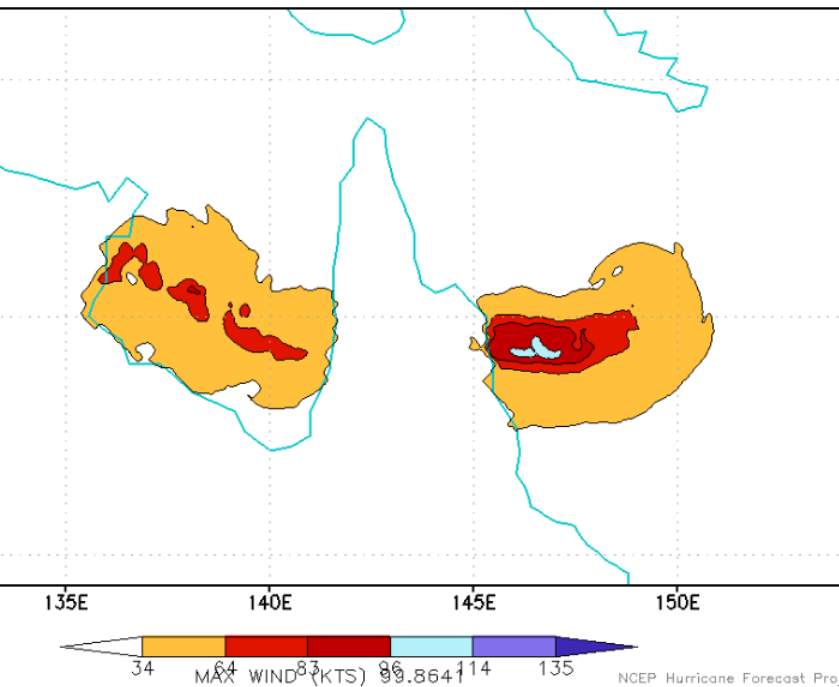 135E 140E 145E 150E
34 64 83 96 114 135
MAX WIND (KTS) 99.8641
NCEP Hurricane Forecast Pro